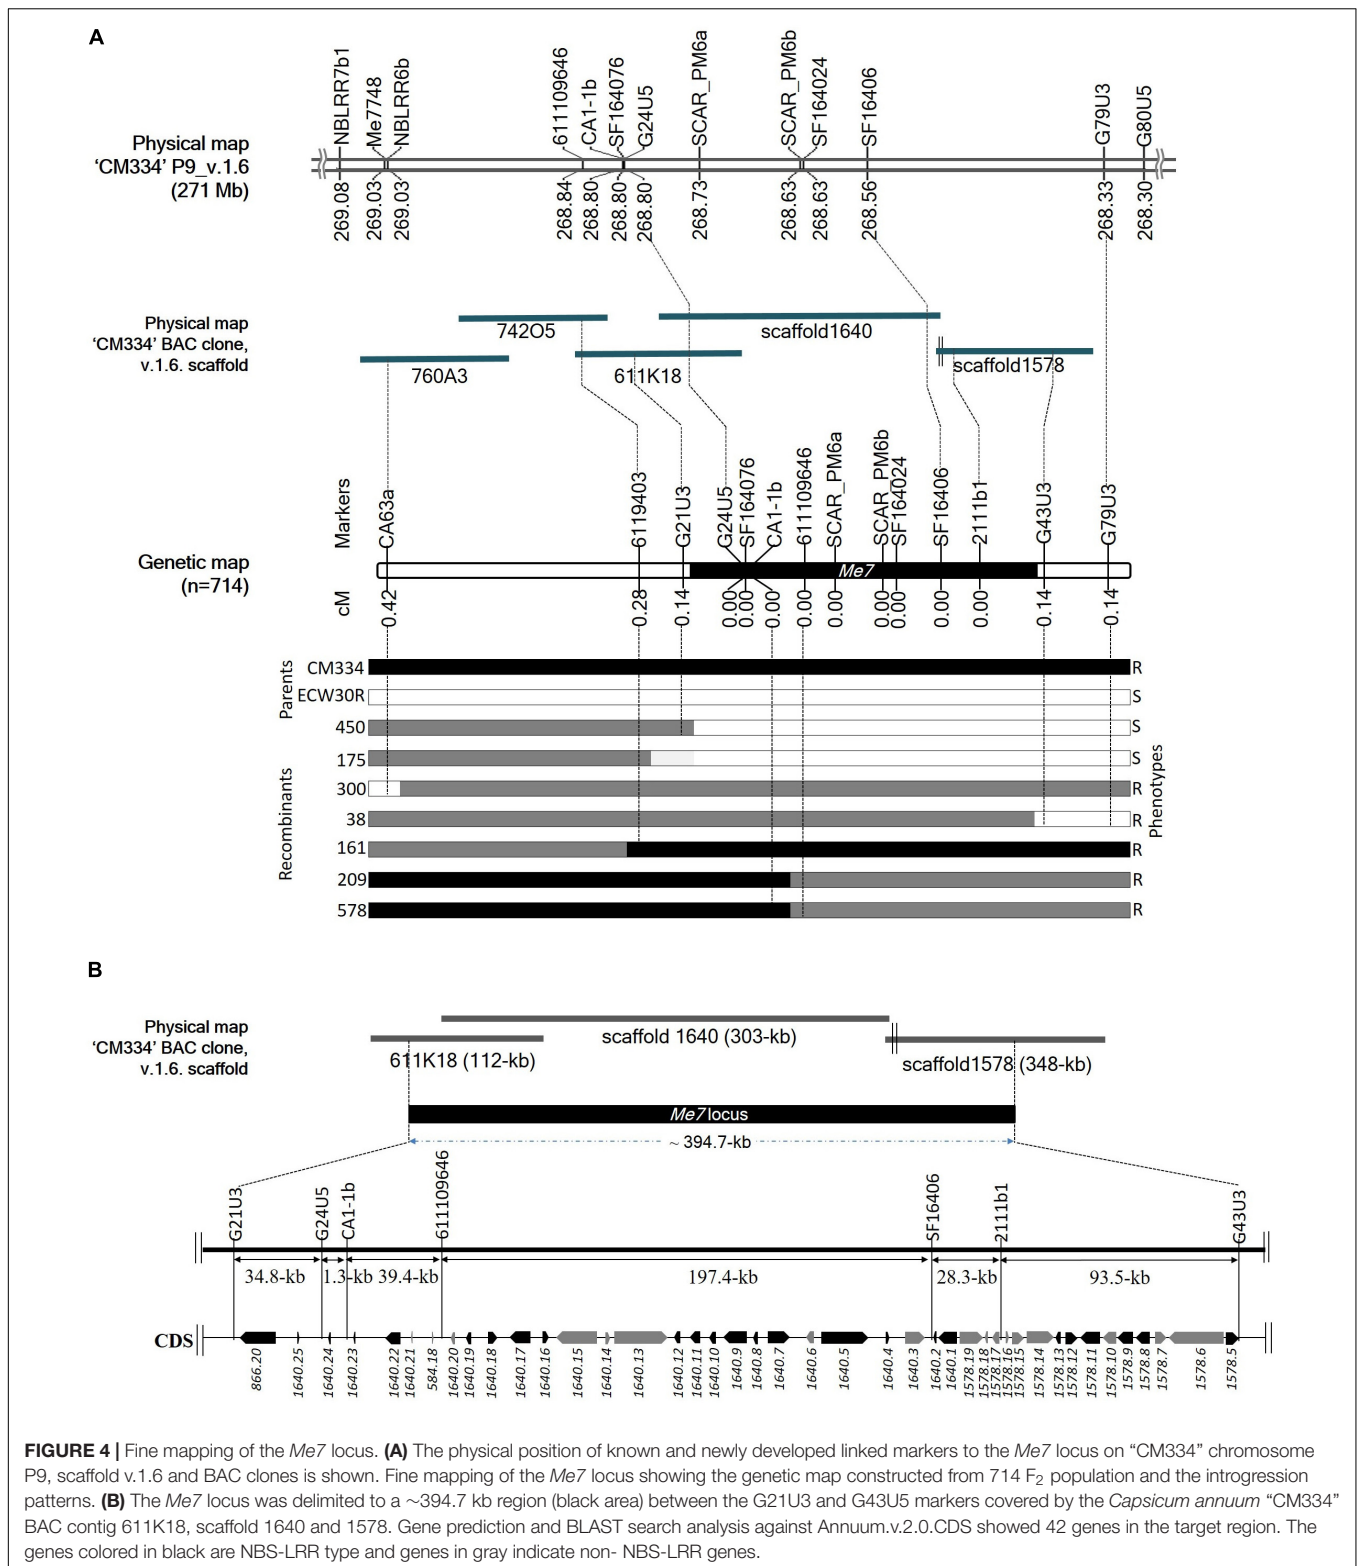 A
Physical map
‘CM334’ P9_v.1.6
(271 Mb)
NBLRR7b1 Me7748 NBLRR6b 611109646 CA1-1b SF164076 G24U5 SCAR_PM6a SCAR_PM6b SF164024 SF16406 G79U3 G80U5
269.08 269.03 269.03 268.84 268.80 268.80 268.80 268.73 268.63 268.63 268.56 268.33 268.30
Physical map
‘CM334’ BAC clone,
v.1.6. scaffold
742O5 scaffold1640
760A3 611K18 scaffold1578
Markers
CA63a 6119403 G21U3 G24U5 SF164076 CA1-1b 611109646 SCAR_PM6a SCAR_PM6b SF164024 SF16406 2111b1 G43U3 G79U3
Genetic map
(n=714)
Me7
cM
0.42 0.28 0.14 0.00 0.00 0.00 0.00 0.00 0.00 0.00 0.00 0.00 0.14 0.14
Parents
CM334 R
ECW30R S
Recombinants
450 S
175 S
300 R
38 R
161 R
209 R
578 R
Phenotypes
B
Physical map
‘CM334’ BAC clone,
v.1.6. scaffold
scaffold 1640 (303-kb)
611K18 (112-kb) scaffold1578 (348-kb)
Me7 locus
~ 394.7-kb
G21U3 G24U5 CA1-1b 611109646 SF16406 2111b1 G43U3
34.8-kb 1.3-kb 39.4-kb 197.4-kb 28.3-kb 93.5-kb
CDS
866.20 1640.25 1640.24 1640.23 1640.22 1640.21 584.18 1640.20 1640.19 1640.18 1640.17 1640.16 1640.15 1640.14 1640.13 1640.12 1640.11 1640.10 1640.9 1640.8 1640.7 1640.6 1640.5 1640.4 1640.3 1640.2 1640.1 1578.19 1578.18 1578.17 1578.16 1578.15 1578.14 1578.13 1578.12 1578.11 1578.10 1578.9 1578.8 1578.7 1578.6 1578.5
FIGURE 4 | Fine mapping of the Me7 locus. (A) The physical position of known and newly developed linked markers to the Me7 locus on “CM334” chromosome
P9, scaffold v.1.6 and BAC clones is shown. Fine mapping of the Me7 locus showing the genetic map constructed from 714 F2 population and the introgression
patterns. (B) The Me7 locus was delimited to a ~394.7 kb region (black area) between the G21U3 and G43U5 markers covered by the Capsicum annuum “CM334”
BAC contig 611K18, scaffold 1640 and 1578. Gene prediction and BLAST search analysis against Annuum.v.2.0.CDS showed 42 genes in the target region. The
genes colored in black are NBS-LRR type and genes in gray indicate non- NBS-LRR genes.